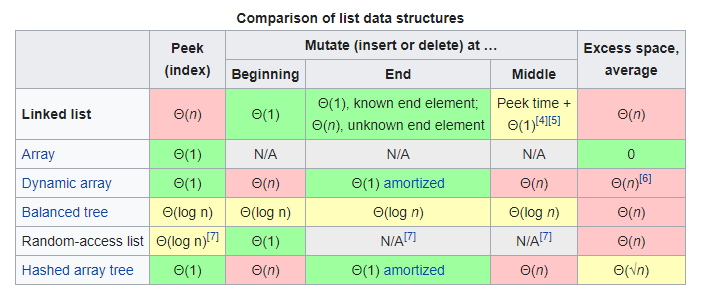 Comparison of list data structures
Peek
(index)
Mutate (insert or delete) at …
Excess space,
average
Beginning
End
Middle
Linked list
Θ(n)
Θ(1)
Θ(1), known end element;
Θ(n), unknown end element
Peek time +
Θ(1)[4][5]
Θ(n)
Array
Θ(1)
N/A
N/A
N/A
0
Dynamic array
Θ(1)
Θ(n)
Θ(1) amortized
Θ(n)
Θ(n)[6]
Balanced tree
Θ(log n)
Θ(log n)
Θ(log n)
Θ(log n)
Θ(n)
Random-access list
Θ(log n)[7]
Θ(1)
N/A[7]
N/A[7]
Θ(n)
Hashed array tree
Θ(1)
Θ(n)
Θ(1) amortized
Θ(n)
Θ(√n)